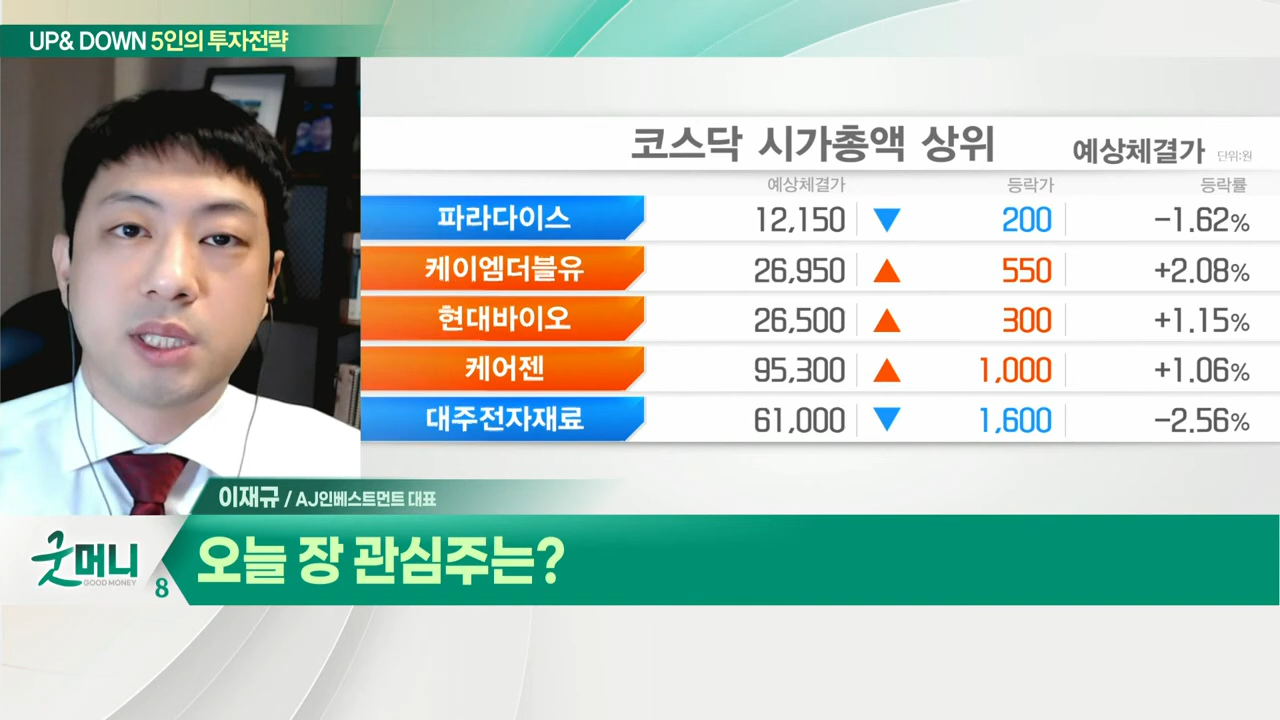 UP& DOWN 5인의 투자전략
코스닥 시가총액 상위 예상체결가 단위:원
예상체결가 등락가 등락률
파라다이스 12,150 ▼ 200 -1.62%
케이엠더블유 26,950 ▲ 550 +2.08%
현대바이오 26,500 ▲ 300 +1.15%
케어젠 95,300 ▲ 1,000 +1.06%
대주전자재료 61,000 ▼ 1,600 -2.56%
이재규 / AJ인베스트먼트 대표
굿머니
GOOD MONEY
8
오늘 장 관심주는?